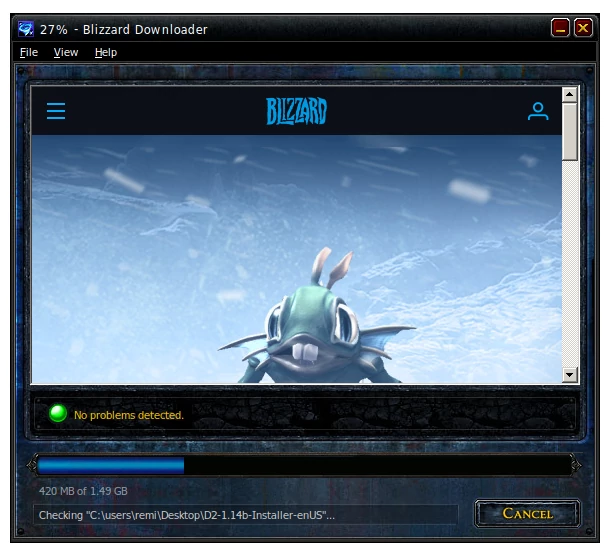 27% - Blizzard Downloader
File View Help
BLIZZARD
No problems detected.
420 MB of 1.49 GB
Checking "C:\users\remi\Desktop\D2-1.14b-Installer-enUS"...
CANCEL